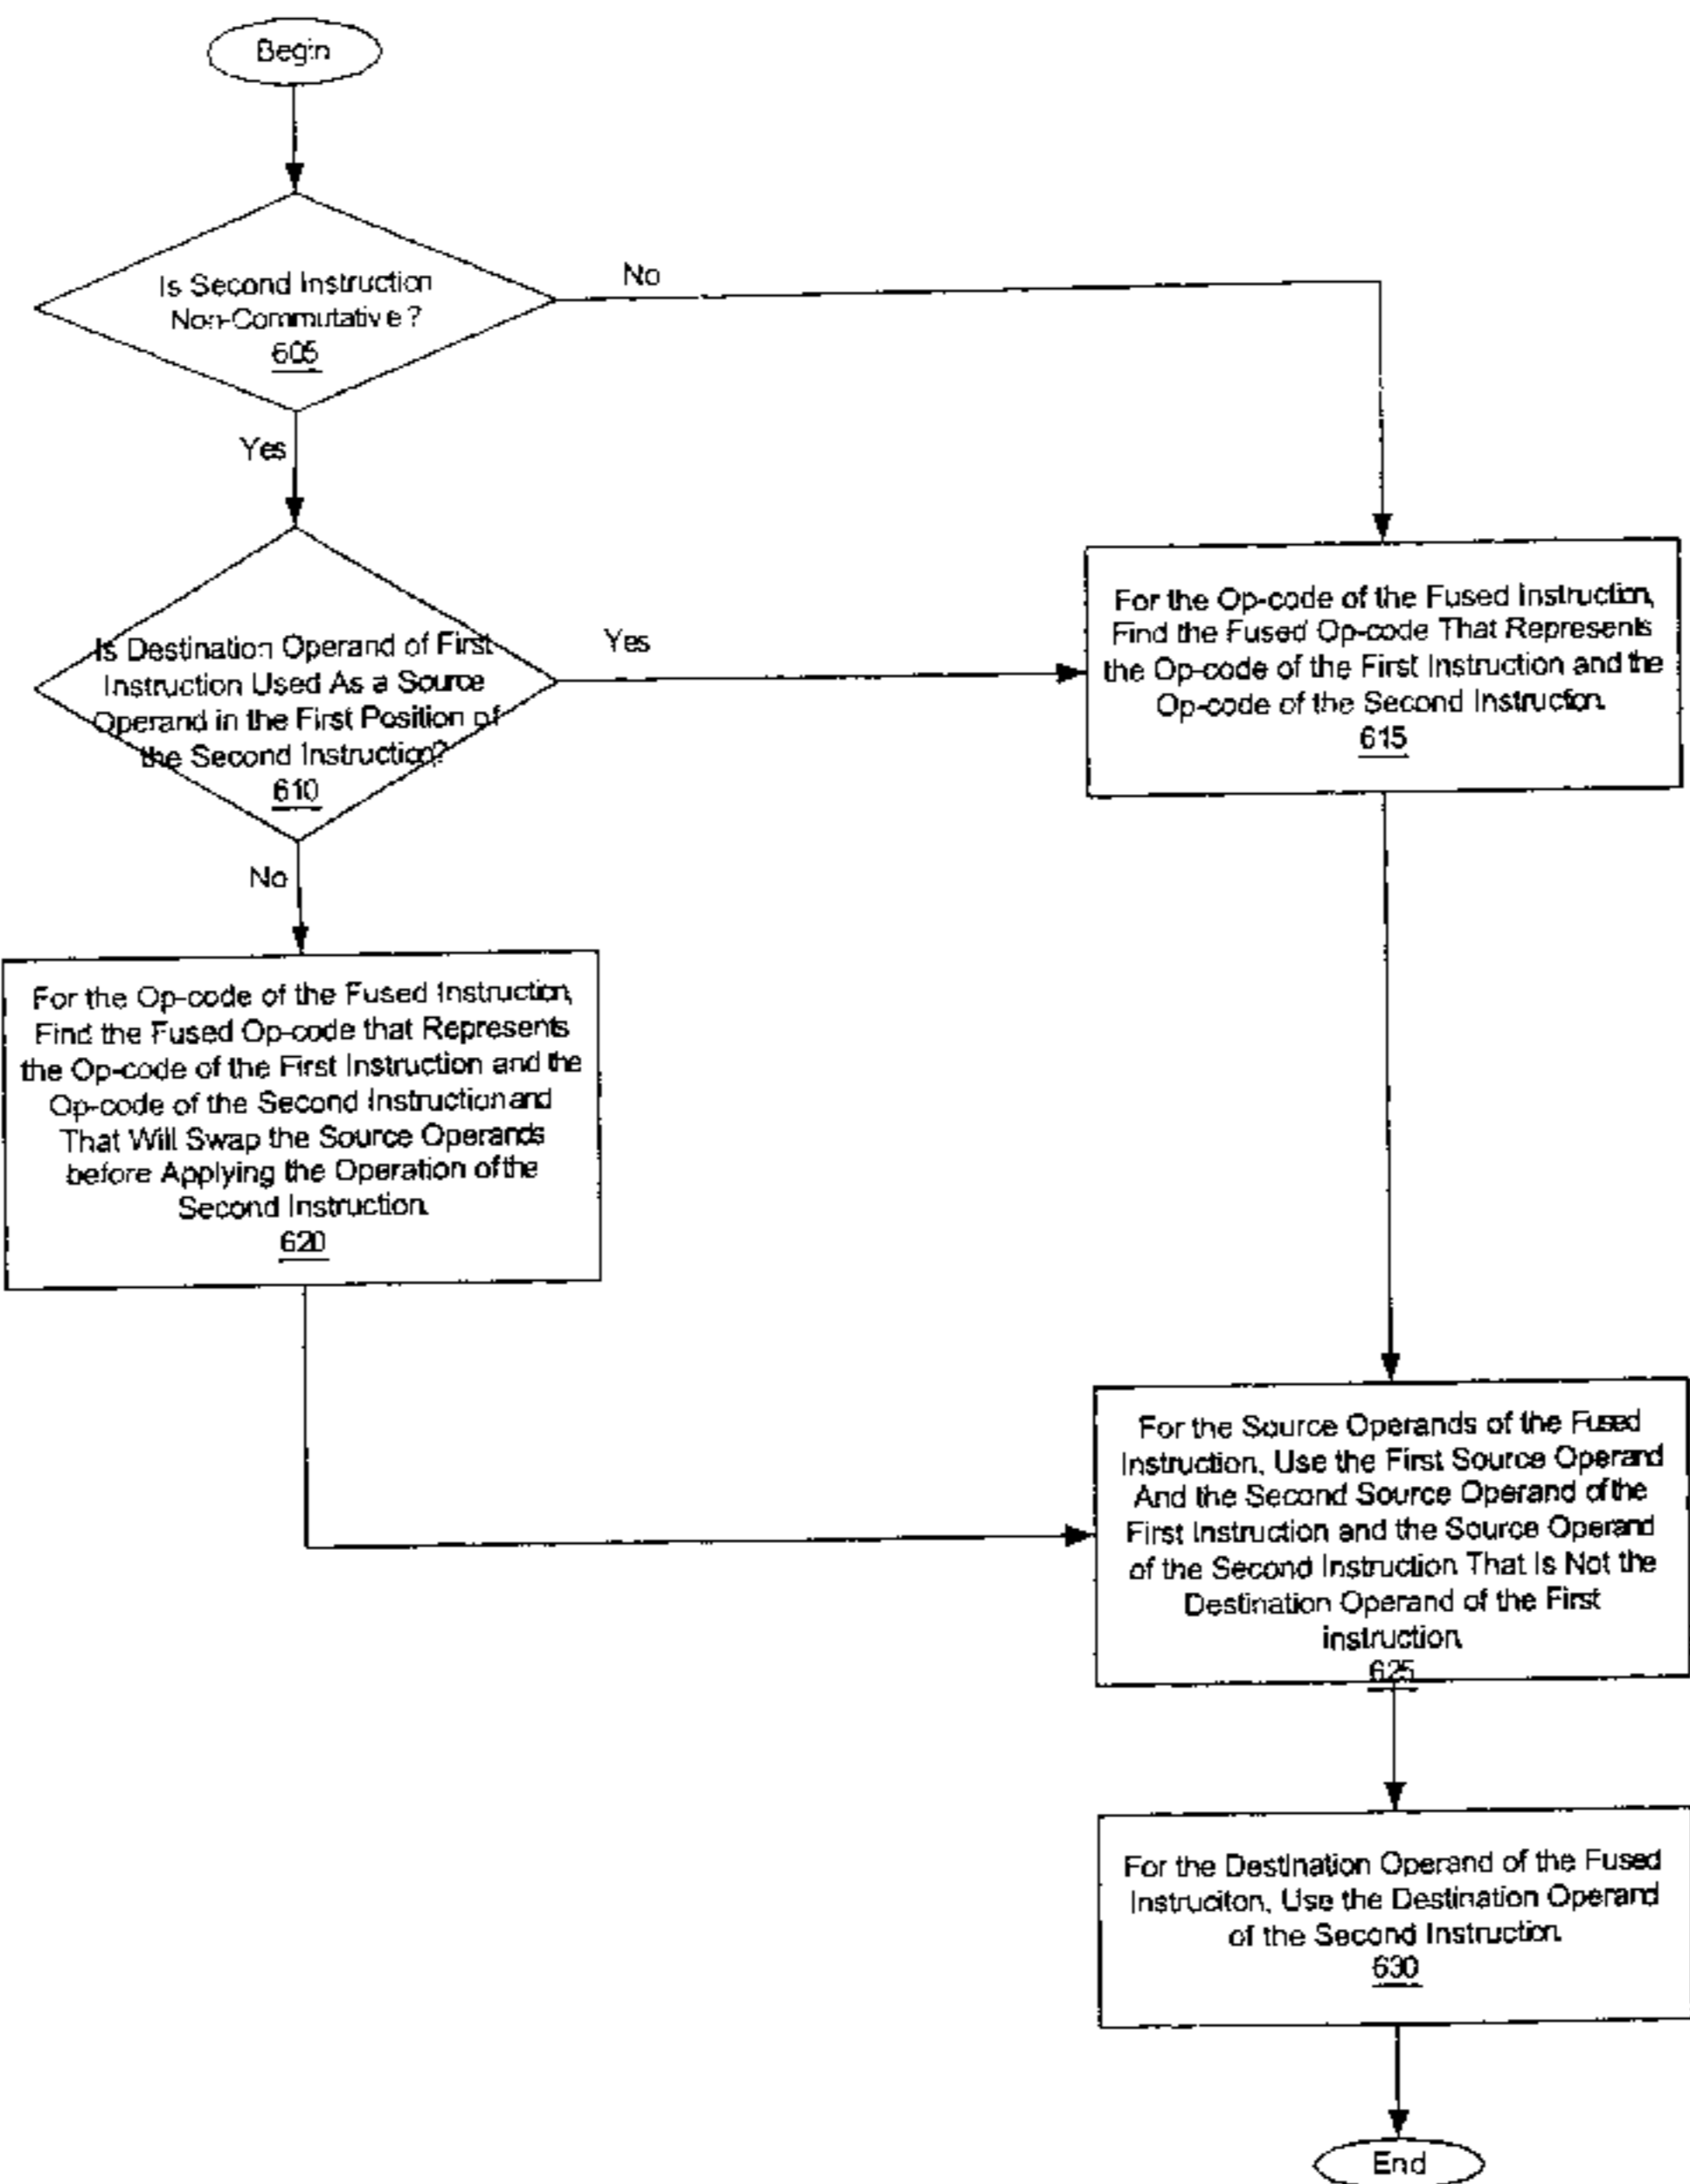 Begin
Is Second Instruction
Non-Commutative?
605
No
Yes
Is Destination Operand of First
Instruction Used As a Source
Operand in the First Position of
the Second Instruction?
610
Yes
No
For the Op-code of the Fused Instruction,
Find the Fused Op-code That Represents
the Op-code of the First Instruction and the
Op-code of the Second Instruction.
615
For the Op-code of the Fused Instruction,
Find the Fused Op-code that Represents
the Op-code of the First Instruction and the
Op-code of the Second Instruction and
That Will Swap the Source Operands
before Applying the Operation of the
Second Instruction.
620
For the Source Operands of the Fused
Instruction, Use the First Source Operand
And the Second Source Operand of the
First Instruction and the Source Operand
of the Second Instruction That Is Not the
Destination Operand of the First
instruction.
625
For the Destination Operand of the Fused
Instruciton, Use the Destination Operand
of the Second Instruction.
630
End